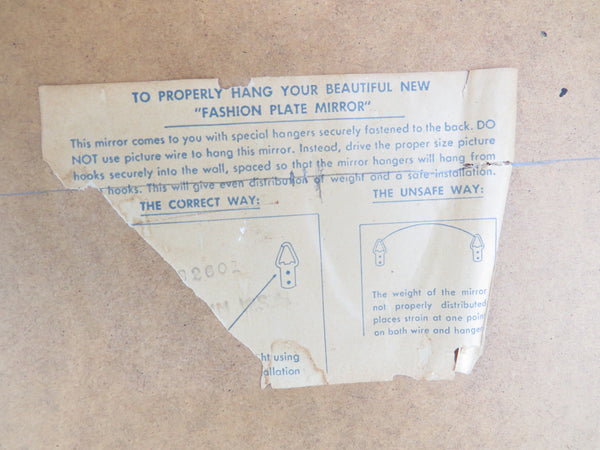 TO PROPERLY HANG YOUR BEAUTIFUL NEW
"FASHION PLATE MIRROR"
This mirror comes to you with special hangers securely fastened to the back. DO
NOT use picture wire to hang this mirror. Instead, drive the proper size picture
hooks securely into the wall, spaced so that the mirror hangers will hang from
hooks. This will give even distribution of weight and a safe installation.
THE CORRECT WAY:
THE UNSAFE WAY:
The weight of the mirror
not properly distributed
places strain at one point
on both wire and hanger
using